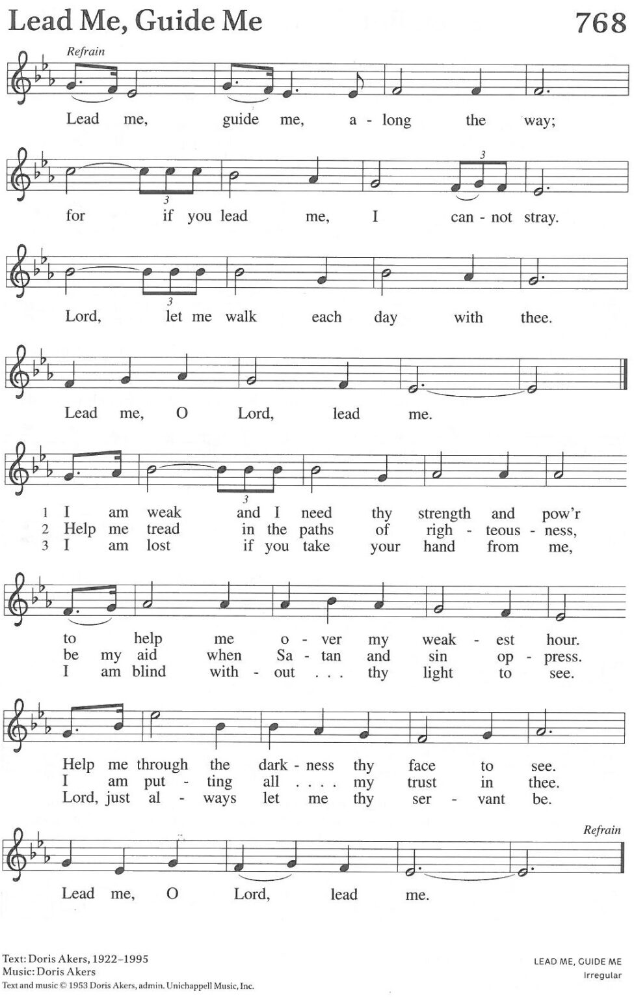 Lead Me, Guide Me 768
Refrain
Lead me, guide me, a - long the way;
3
3
for if you lead me, I can - not stray.
3
Lord, let me walk each day with thee.
Lead me, O Lord, lead me.
3
1 I am weak and I need thy strength and pow'r
2 Help me tread in the paths of righ - teous - ness,
3 I am lost if you take your hand from me,
to help me o - ver my weak - est hour.
be my aid when Sa - tan and sin op - press.
I am blind with - out . . . thy light to see.
Help me through the dark - ness thy face to see.
I am put - ting all . . . . my trust in thee.
Lord, just al - ways let me thy ser - vant be.
Refrain
Lead me, O Lord, lead me.
Text: Doris Akers, 1922–1995
Music: Doris Akers
Text and music © 1953 Doris Akers, admin. Unichappell Music, Inc.
LEAD ME, GUIDE ME
Irregular